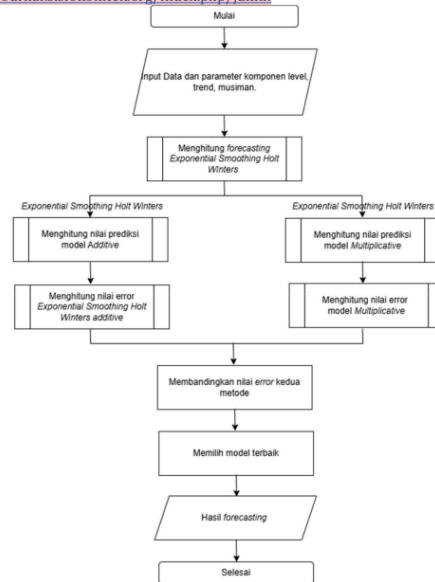 Mulai
Input Data dan parameter komponen level,
trend, musiman.
Menghitung forecasting
Exponential Smoothing Holt
WInters
Exponential Smoothing Holt Winters
Exponential Smoothing Holt Winters
Menghitung nilai prediksi
model Additive
Menghitung nilai prediksi
model Multiplicative
Menghitung nilai error
Exponential Smoothing Holt
Winters additive
Menghitung nilai error
model Multiplicative
Membandingkan nilai error kedua
metode
Memilih model terbaik
Hasil forecasting
Selesai